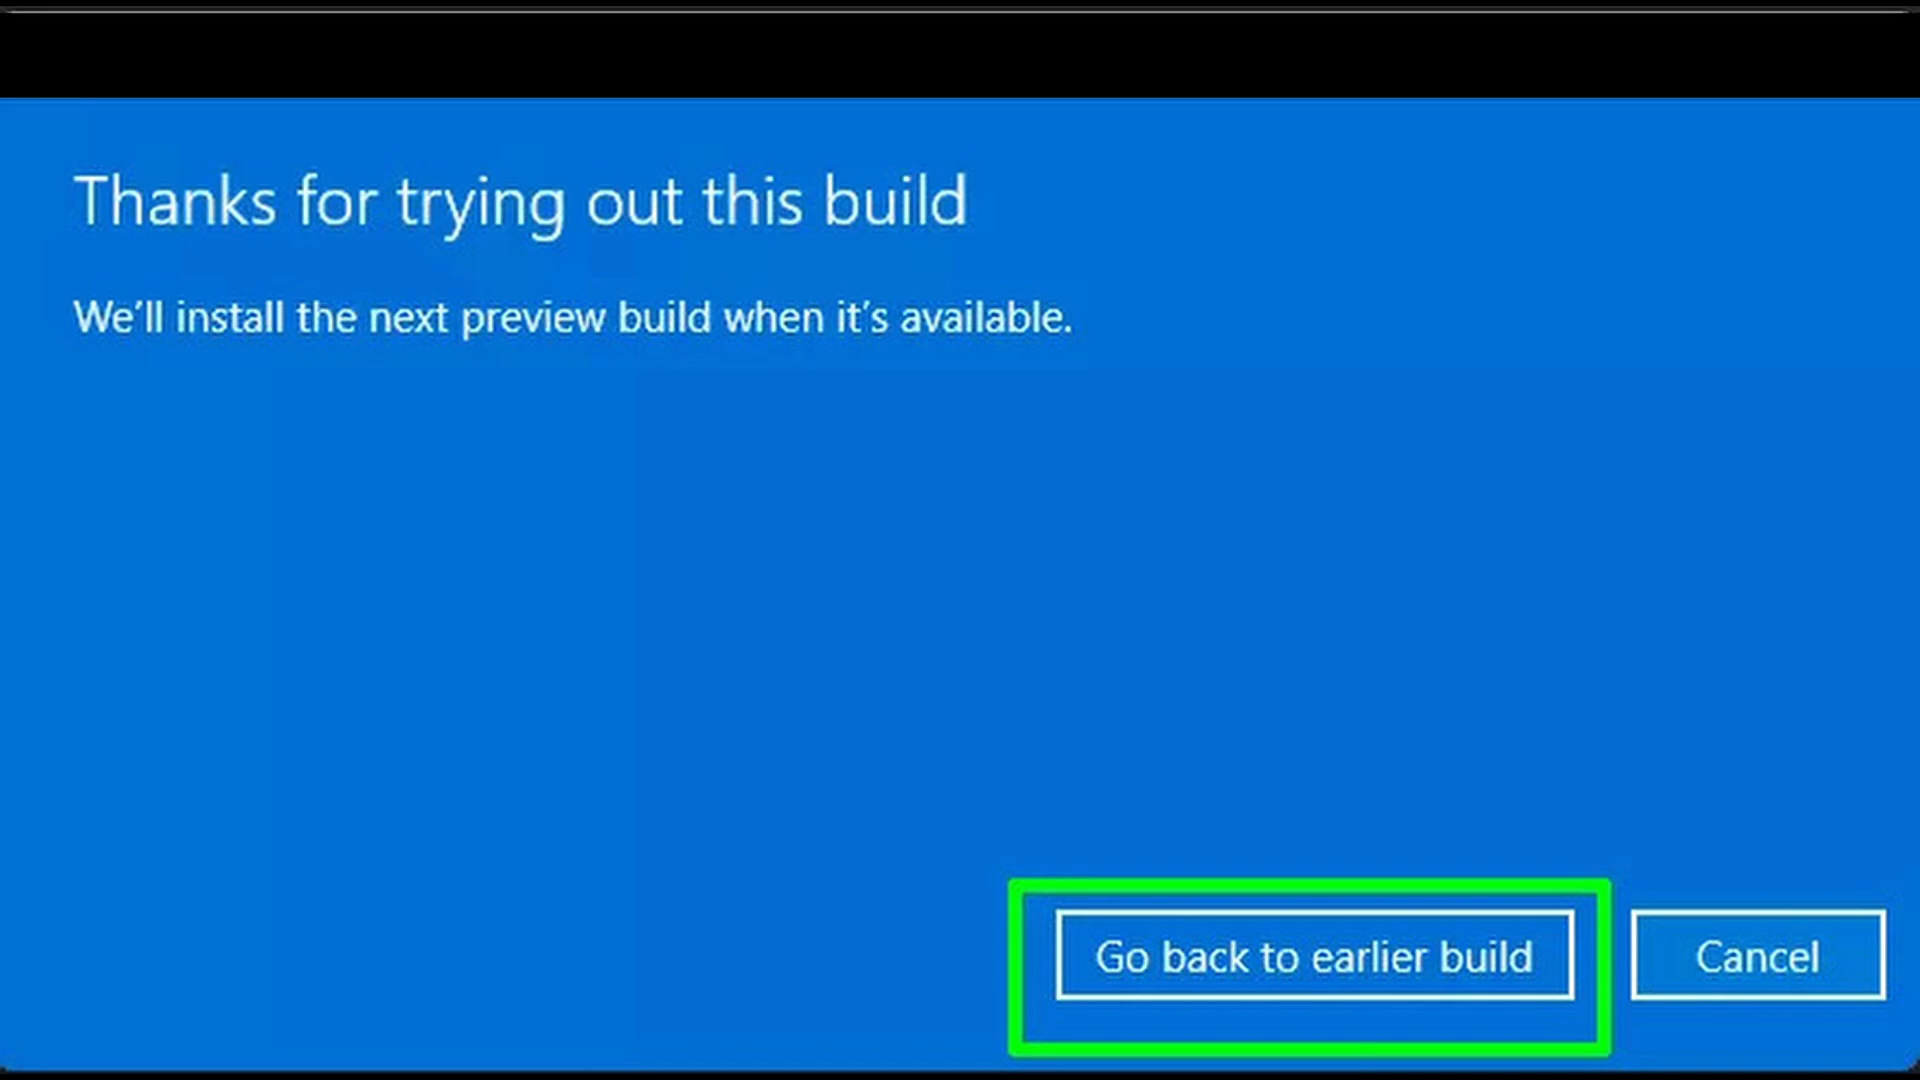 Thanks for trying out this build
We’ll install the next preview build when it’s available.
Go back to earlier build
Cancel